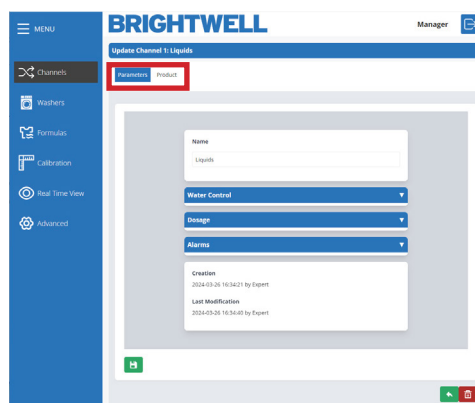 MENU
BRIGHTWELL
Manager
Update Channel 1: Liquids
Channels
Parameters Product
Washers
Formulas
Calibration
Real Time View
Advanced
Name
Liquids
Water Control
Dosage
Alarms
Creation
2024-03-26 16:34:21 by Expert
Last Modification
2024-03-26 16:34:40 by Expert